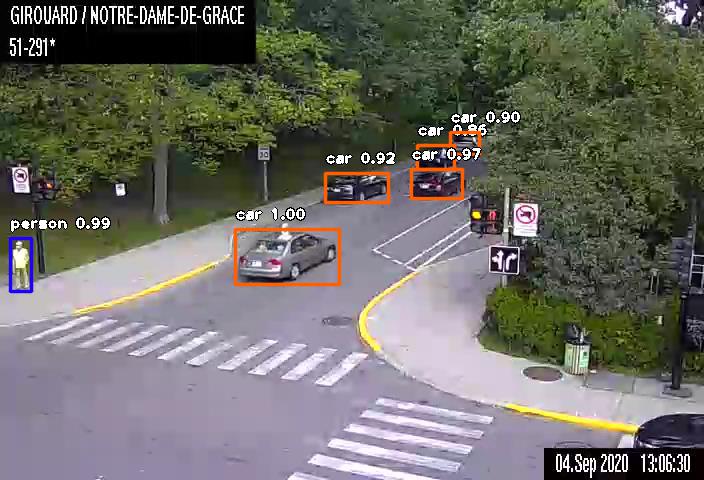 GIROUARD / NOTRE-DAME-DE-GRACE
51-291*
car 0.90
car 0.86
car 0.92
car 0.97
30
person 0.99
car 1.00
04.Sep 2020 13:06:30